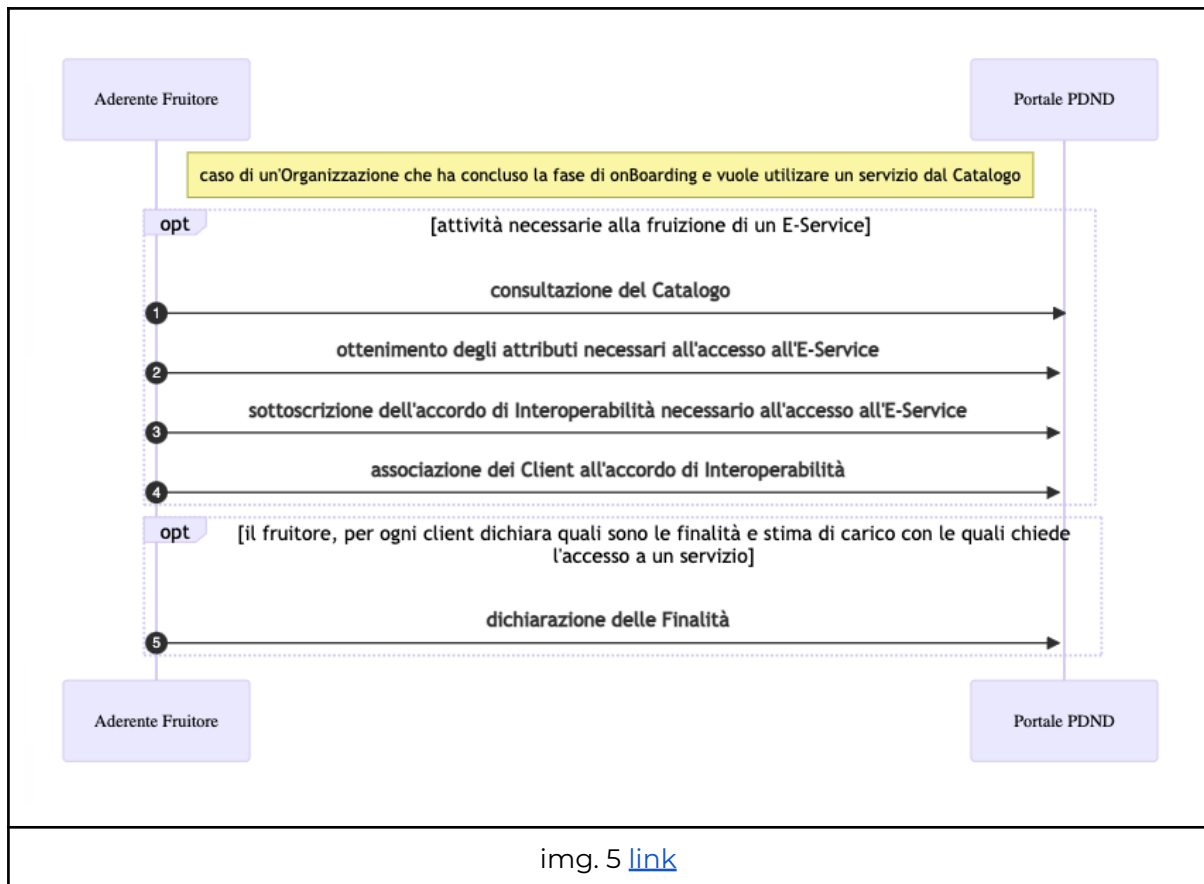 Aderente Fruitore
Portale PDND
caso di un'Organizzazione che ha concluso la fase di onBoarding e vuole utilizzare un servizio dal Catalogo
opt
[attività necessarie alla fruizione di un E-Service]
consultazione del Catalogo
1
ottenimento degli attributi necessari all'accesso all'E-Service
2
sottoscrizione dell'accordo di Interoperabilità necessario all'accesso all'E-Service
3
associazione dei Client all'accordo di Interoperabilità
4
opt
[il fruitore, per ogni client dichiara quali sono le finalità e stima di carico con le quali chiede
l'accesso a un servizio]
dichiarazione delle Finalità
5
Aderente Fruitore
Portale PDND
img. 5 link